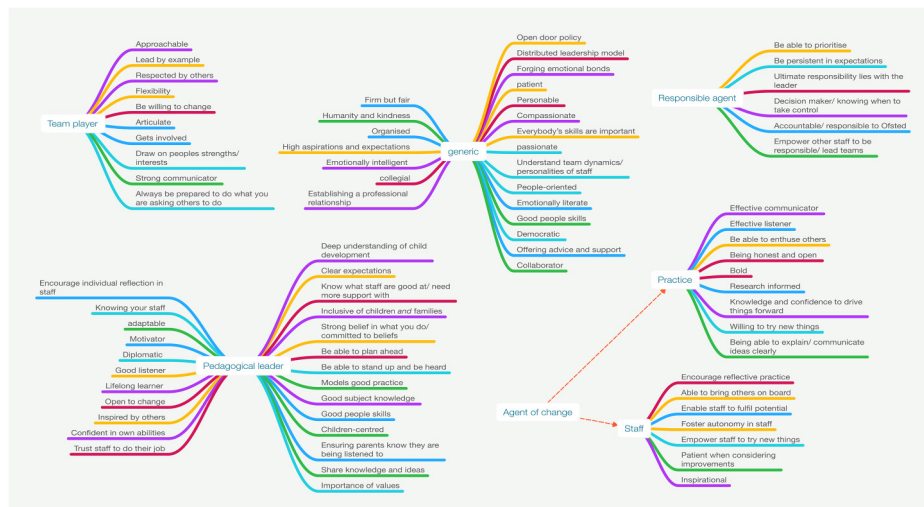 Team player
Approachable
Lead by example
Respected by others
Flexibility
Be willing to change
Articulate
Gets involved
Draw on peoples strengths/
interests
Strong communicator
Always be prepared to do what you
are asking others to do
generic
Firm but fair
Humanity and kindness
Organised
High aspirations and expectations
Emotionally intelligent
collegial
Establishing a professional
relationship
Open door policy
Distributed leadership model
Forging emotional bonds
patient
Personable
Compassionate
Everybody's skills are important
passionate
Understand team dynamics/
personalities of staff
People-oriented
Emotionally literate
Good people skills
Democratic
Offering advice and support
Collaborator
Responsible agent
Be able to prioritise
Be persistent in expectations
Ultimate responsibility lies with the
leader
Decision maker/ knowing when to
take control
Accountable/ responsible to Ofsted
Empower other staff to be
responsible/ lead teams
Pedagogical leader
Encourage individual reflection in
staff
Knowing your staff
adaptable
Motivator
Diplomatic
Good listener
Lifelong learner
Open to change
Inspired by others
Confident in own abilities
Trust staff to do their job
Deep understanding of child
development
Clear expectations
Know what staff are good at/ need
more support with
Inclusive of children and families
Strong belief in what you do/
committed to beliefs
Be able to plan ahead
Be able to stand up and be heard
Models good practice
Good subject knowledge
Good people skills
Children-centred
Ensuring parents know they are
being listened to
Share knowledge and ideas
Importance of values
Agent of change
Practice
Effective communicator
Effective listener
Be able to enthuse others
Being honest and open
Bold
Research informed
Knowledge and confidence to drive
things forward
Willing to try new things
Being able to explain/ communicate
ideas clearly
Staff
Encourage reflective practice
Able to bring others on board
Enable staff to fulfil potential
Foster autonomy in staff
Empower staff to try new things
Patient when considering
improvements
Inspirational